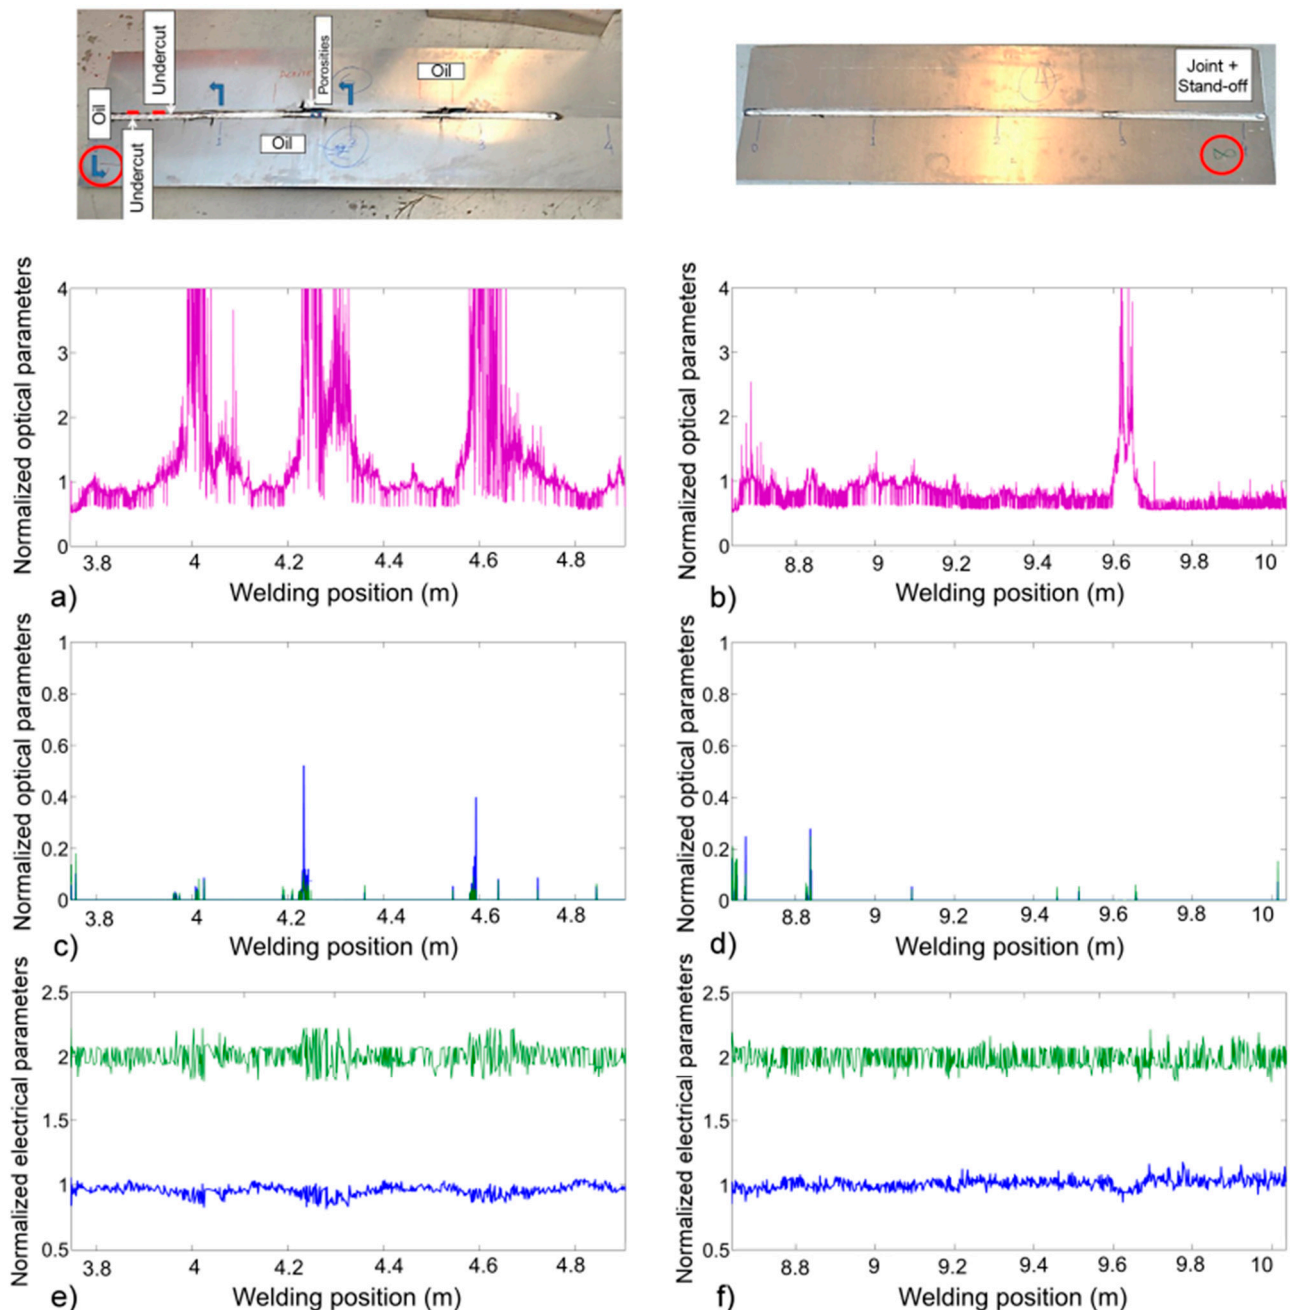 Oil
Undercut
Undercut
Oil
Porosities
Oil
Joint +
Stand-off
0
1
2
3
4
8
Normalized optical parameters
4
3
2
1
0
3.8 4 4.2 4.4 4.6 4.8
Welding position (m)
a)
Normalized optical parameters
4
3
2
1
0
8.8 9 9.2 9.4 9.6 9.8 10
Welding position (m)
b)
Normalized optical parameters
1
0.8
0.6
0.4
0.2
0
3.8 4 4.2 4.4 4.6 4.8
Welding position (m)
c)
Normalized optical parameters
1
0.8
0.6
0.4
0.2
0
8.8 9 9.2 9.4 9.6 9.8 10
Welding position (m)
d)
Normalized electrical parameters
2.5
2
1.5
1
0.5
3.8 4 4.2 4.4 4.6 4.8
Welding position (m)
e)
Normalized electrical parameters
2.5
2
1.5
1
0.5
8.8 9 9.2 9.4 9.6 9.8 10
Welding position (m)
f)